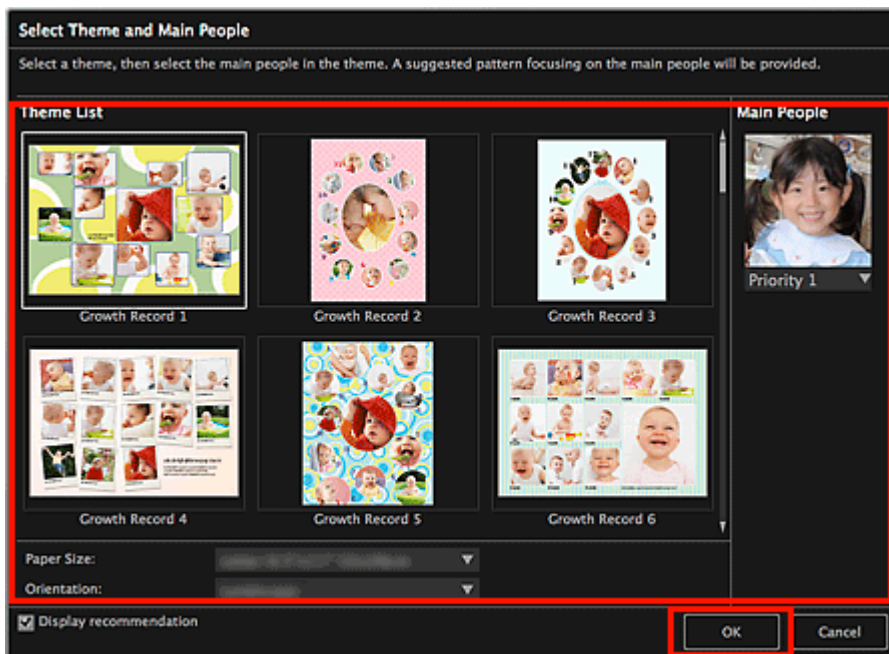 Select Theme and Main People
Select a theme, then select the main people in the theme. A suggested pattern focusing on the main people will be provided.
Theme List
Main People
Growth Record 1
Growth Record 2
Growth Record 3
Priority 1
Growth Record 4
Growth Record 5
Growth Record 6
Paper Size:
Orientation:
Display recommendation
OK
Cancel